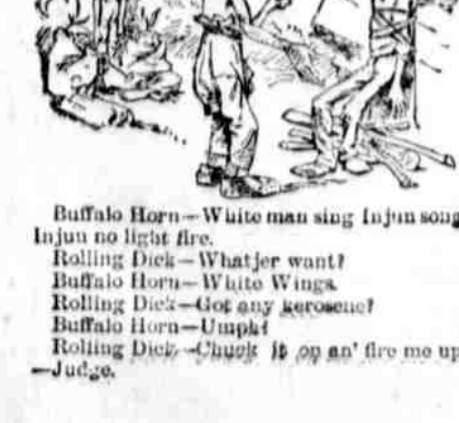 Buffalo Horn—White man sing Injun song
Injun no light fire.
Rolling Dick—Whatjer want?
Buffalo Horn—White Wings.
Rolling Dick—Got any kerosene?
Buffalo Horn—Umph!
Rolling Dick—Chuck it on an' fire me up
—Judge.